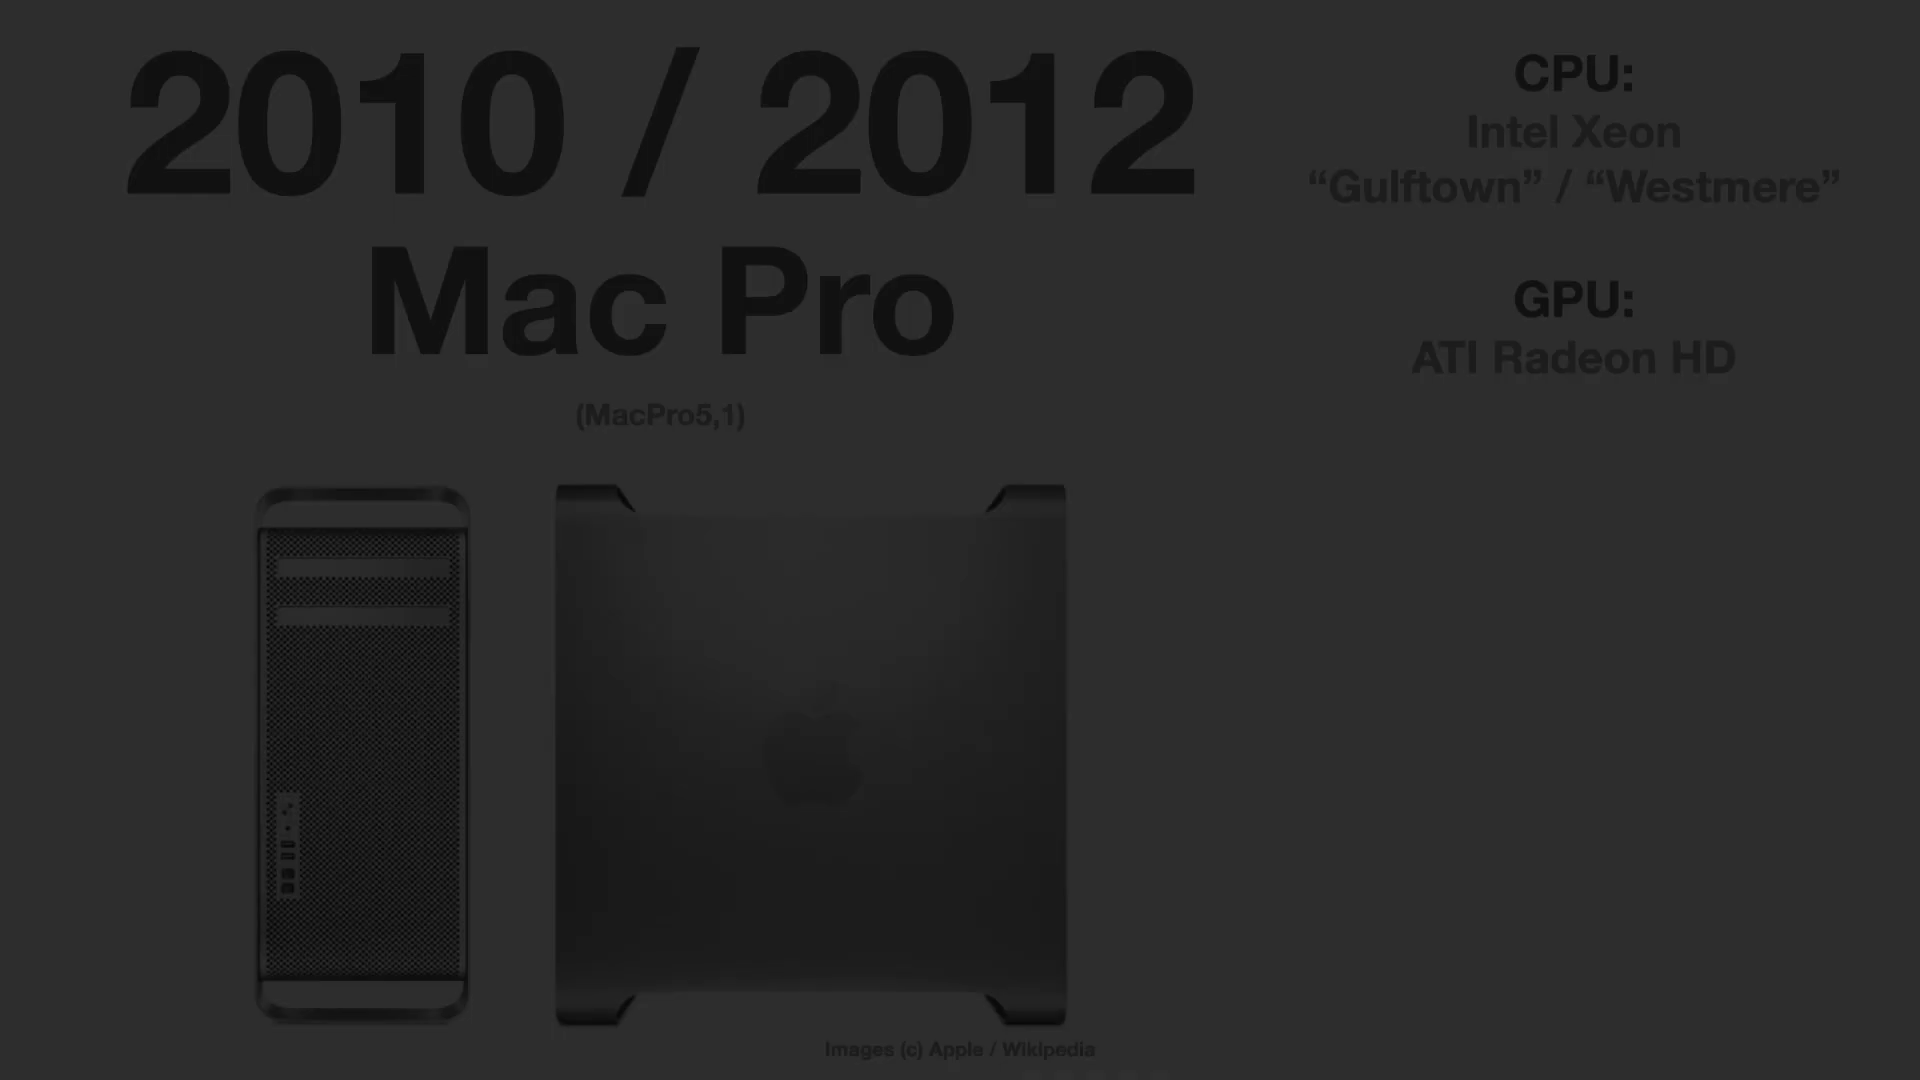 2010 / 2012
Mac Pro
(MacPro5,1)
CPU:
Intel Xeon
“Gulftown” / “Westmere”
GPU:
ATI Radeon HD
Images (c) Apple / Wikipedia